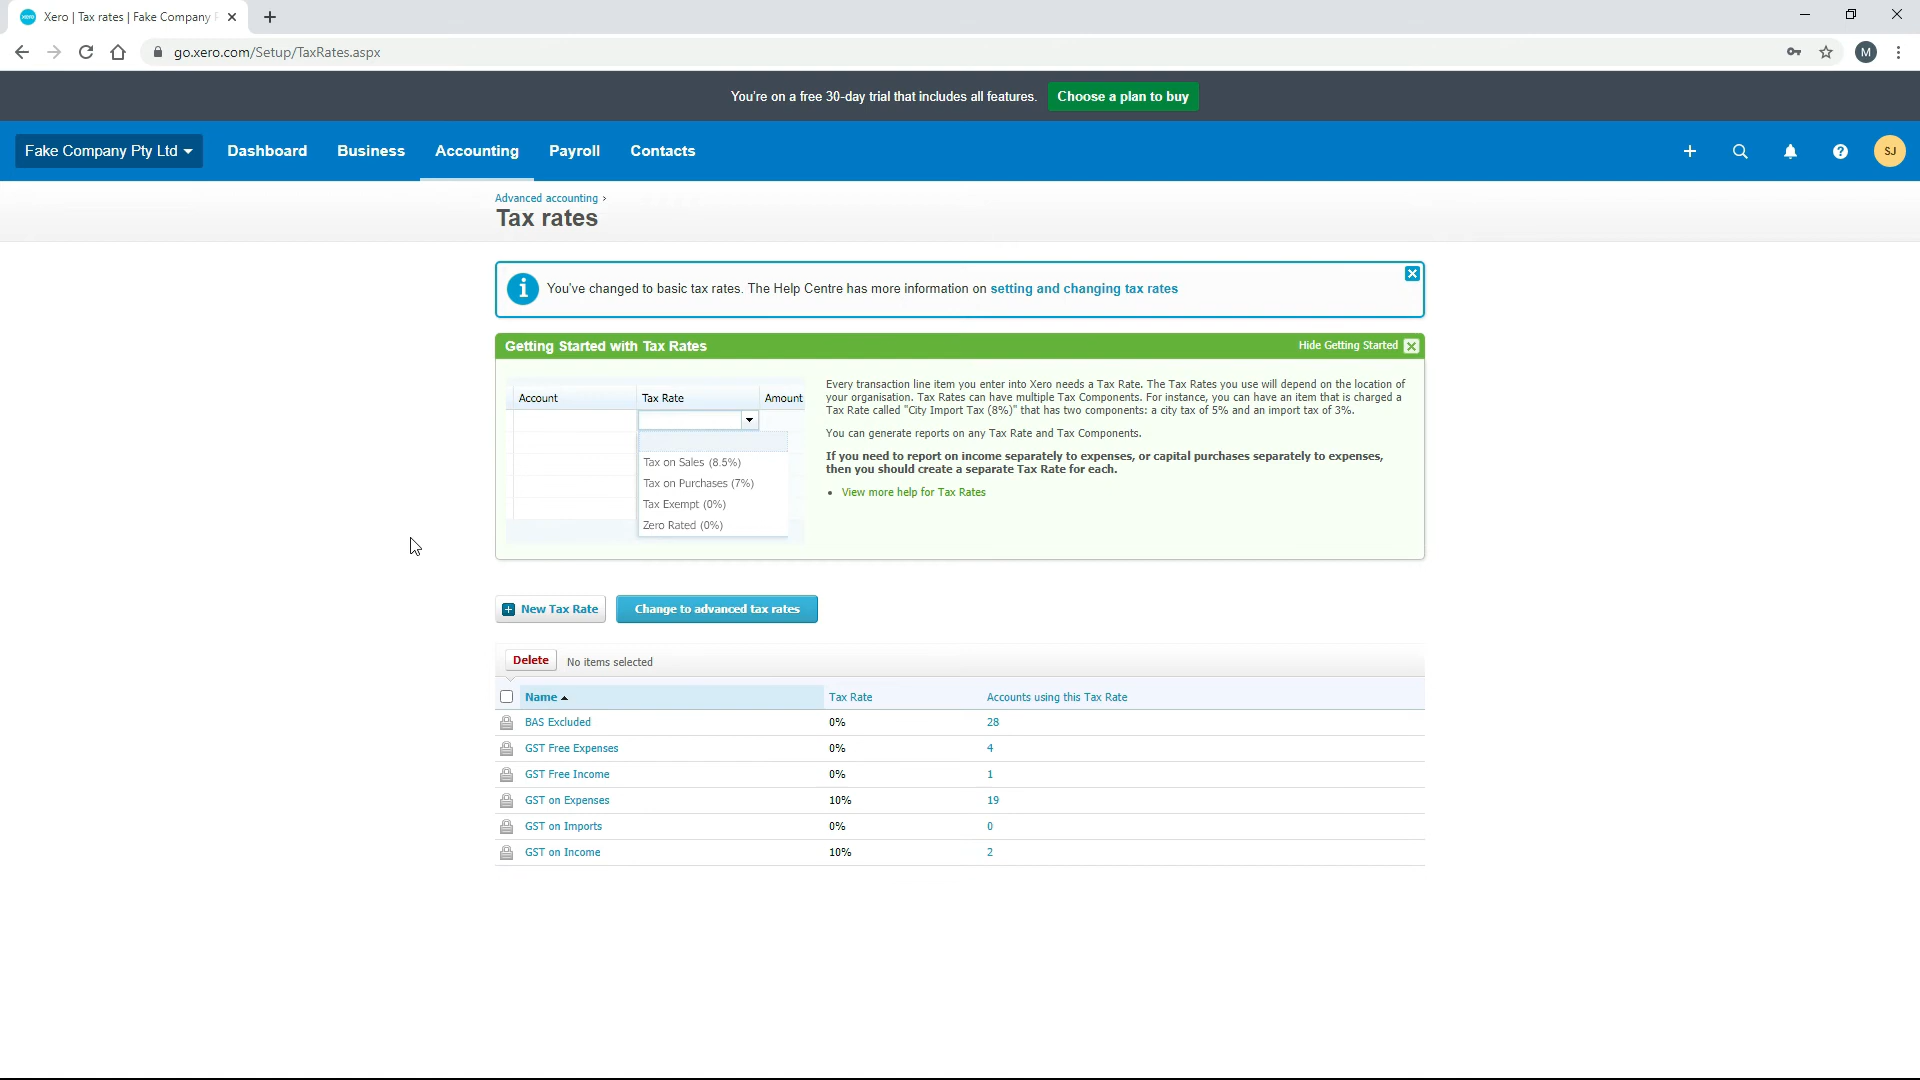 Xero | Tax rates | Fake Company
go.xero.com/Setup/TaxRates.aspx
M
You're on a free 30-day trial that includes all features. Choose a plan to buy
Fake Company Pty Ltd Dashboard Business Accounting Payroll Contacts
SJ
Advanced accounting ›
Tax rates
You've changed to basic tax rates. The Help Centre has more information on setting and changing tax rates
Getting Started with Tax Rates Hide Getting Started
Account Tax Rate Amount
Tax on Sales (8.5%)
Tax on Purchases (7%)
Tax Exempt (0%)
Zero Rated (0%)
Every transaction line item you enter into Xero needs a Tax Rate. The Tax Rates you use will depend on the location of
your organisation. Tax Rates can have multiple Tax Components. For instance, you can have an item that is charged a
Tax Rate called "City Import Tax (8%)" that has two components: a city tax of 5% and an import tax of 3%.
You can generate reports on any Tax Rate and Tax Components.
If you need to report on income separately to expenses, or capital purchases separately to expenses,
then you should create a separate Tax Rate for each.
• View more help for Tax Rates
New Tax Rate Change to advanced tax rates
Delete No items selected
Name Tax Rate Accounts using this Tax Rate
BAS Excluded 0% 28
GST Free Expenses 0% 4
GST Free Income 0% 1
GST on Expenses 10% 19
GST on Imports 0% 0
GST on Income 10% 2